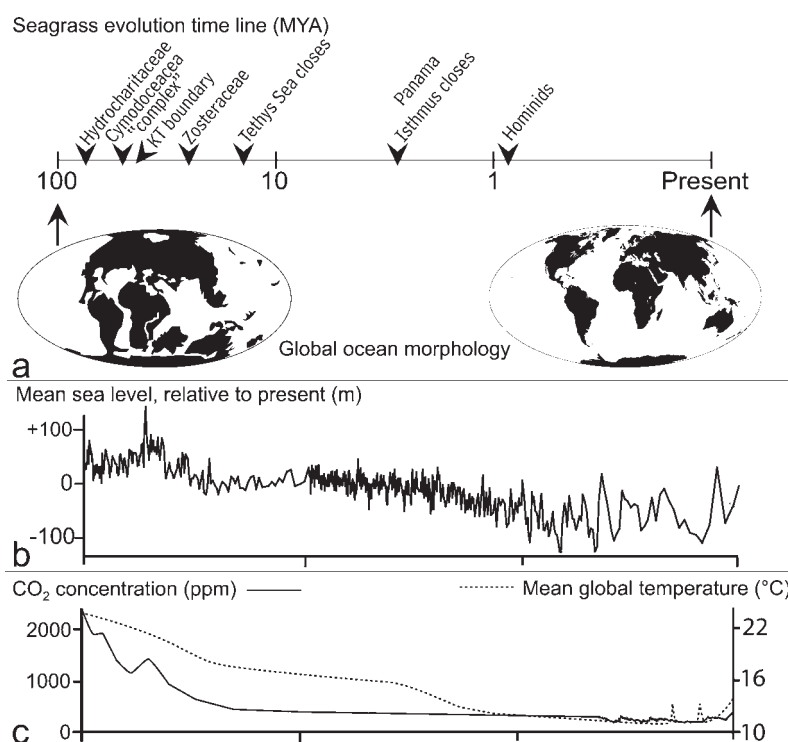 Seagrass evolution time line (MYA)
Hydrocharitaceae
Cymodoceacea
"complex"
KT boundary
Zosteraceae
Tethys Sea closes
Panama
Isthmus closes
Hominids
100
10
1
Present
Global ocean morphology
a
Mean sea level, relative to present (m)
+100
0
-100
b
CO₂ concentration (ppm)
Mean global temperature (°C)
2000
1000
0
22
16
10
c